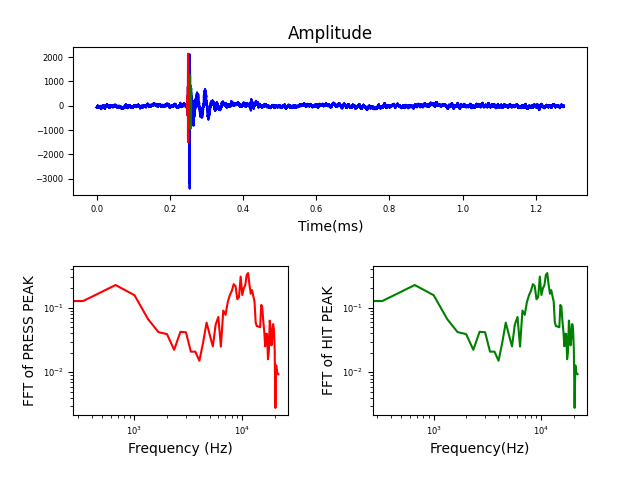 Amplitude
2000
1000
0
−1000
−2000
−3000
0.0 0.2 0.4 0.6 0.8 1.0 1.2
Time(ms)
FFT of PRESS PEAK
10⁻¹
10⁻²
10³ 10⁴
Frequency (Hz)
FFT of HIT PEAK
10⁻¹
10⁻²
10³ 10⁴
Frequency(Hz)